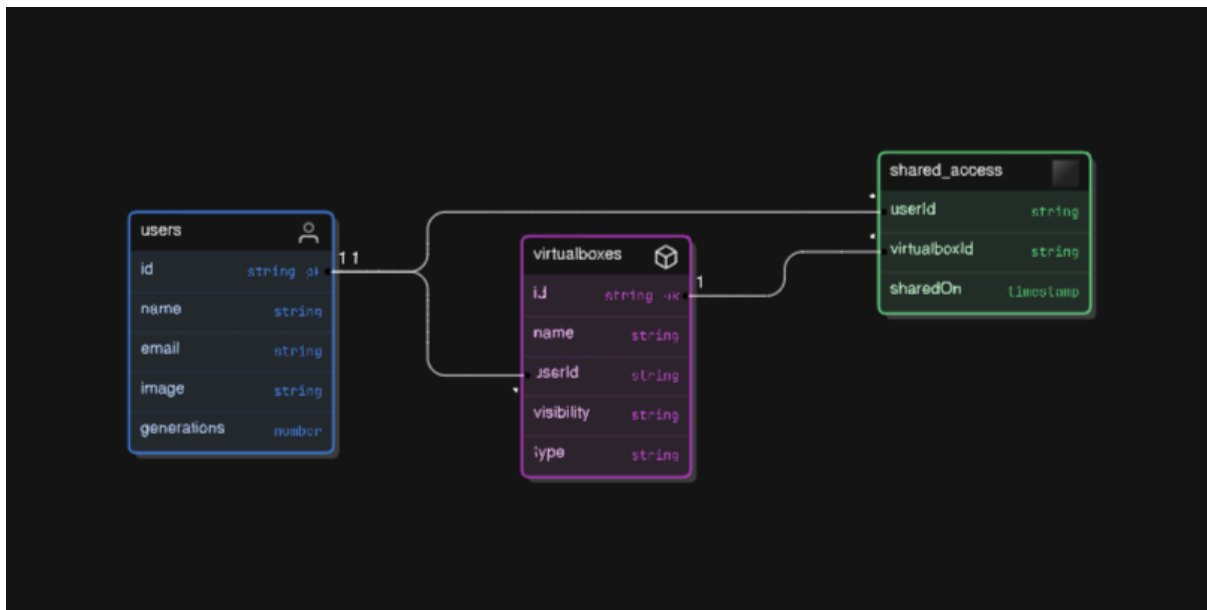 users
id string pk
name string
email string
image string
generations number
1 1
virtualboxes
id string pk
name string
userId string
visibility string
type string
1
shared_access
userId string
virtualboxId string
sharedOn timestamp